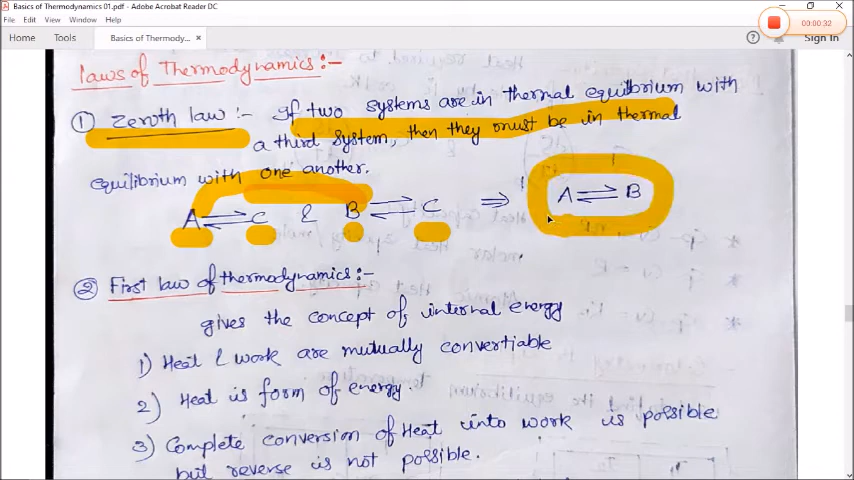 Basics of Thermodynamics 01.pdf - Adobe Acrobat Reader DC
File Edit View Window Help
Home Tools Basics of Thermody... × Sign In
00:00:32
Laws of Thermodynamics :-
① Zeroth law :- If two systems are in thermal equilibrium with
a third system, then they must be in thermal
equilibrium with one another.
A ⇌ C & B ⇌ C ⇒ A ⇌ B
② First law of thermodynamics :-
gives the concept of internal energy
1) Heat & work are mutually convertiable
2) Heat is form of energy.
3) Complete conversion of Heat into work is possible
but reverse is not possible.